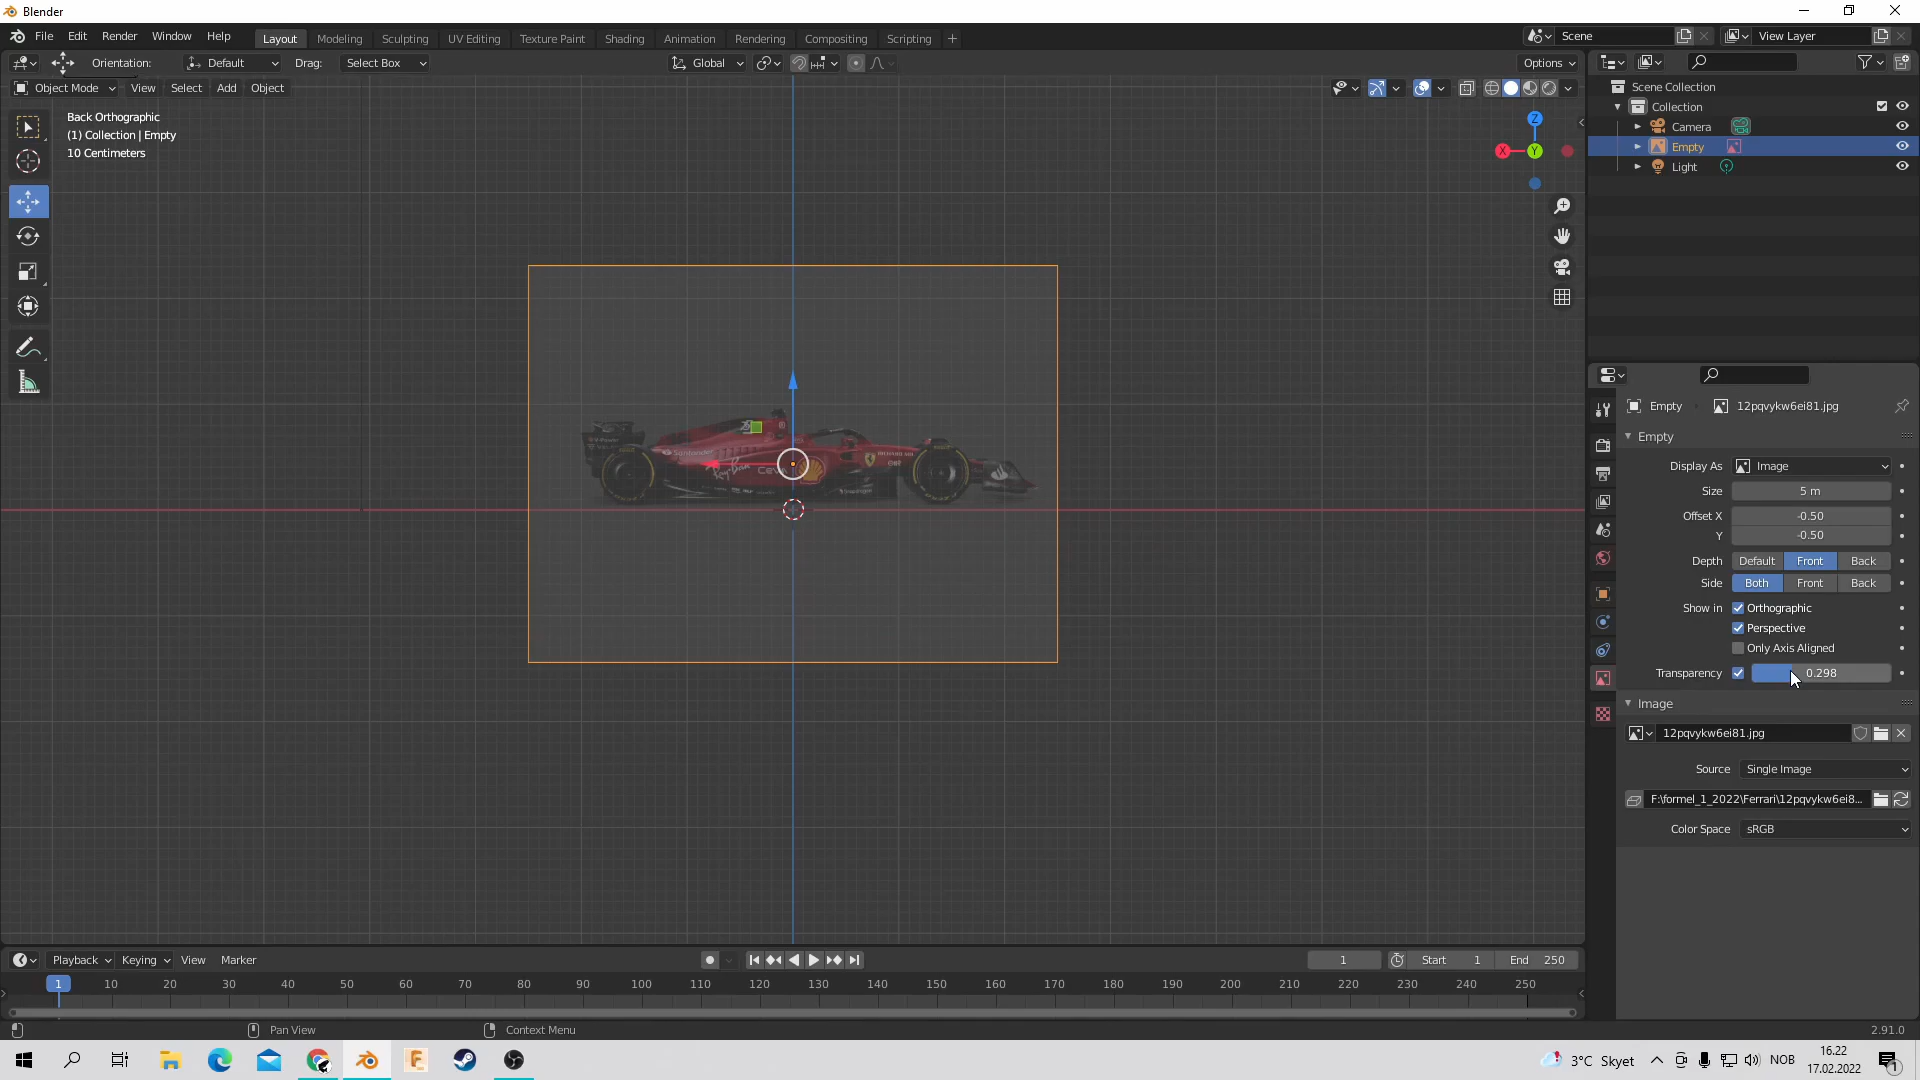 Blender
File Edit Render Window Help
Layout Modeling Sculpting UV Editing Texture Paint Shading Animation Rendering Compositing Scripting +
Scene
View Layer
Orientation: Default Drag: Select Box
Global
Options
Object Mode View Select Add Object
Back Orthographic
(1) Collection | Empty
10 Centimeters
Z
X Y
Scene Collection
Collection
Camera
Empty
Light
Empty 12pqvykw6ei81.jpg
Empty
Display As Image
Size 5 m
Offset X -0.50
Y -0.50
Depth Default Front Back
Side Both Front Back
Show in Orthographic
Perspective
Only Axis Aligned
Transparency 0.298
Image
12pqvykw6ei81.jpg
Source Single Image
F:\formel_1_2022\Ferrari\12pqvykw6ei8...
Color Space sRGB
Santander
Ray-Ban
Playback Keying View Marker
1 Start 1 End 250
1 10 20 30 40 50 60 70 80 90 100 110 120 130 140 150 160 170 180 190 200 210 220 230 240 250
Pan View Context Menu 2.91.0
3°C Skyet NOB
16.22
17.02.2022
1